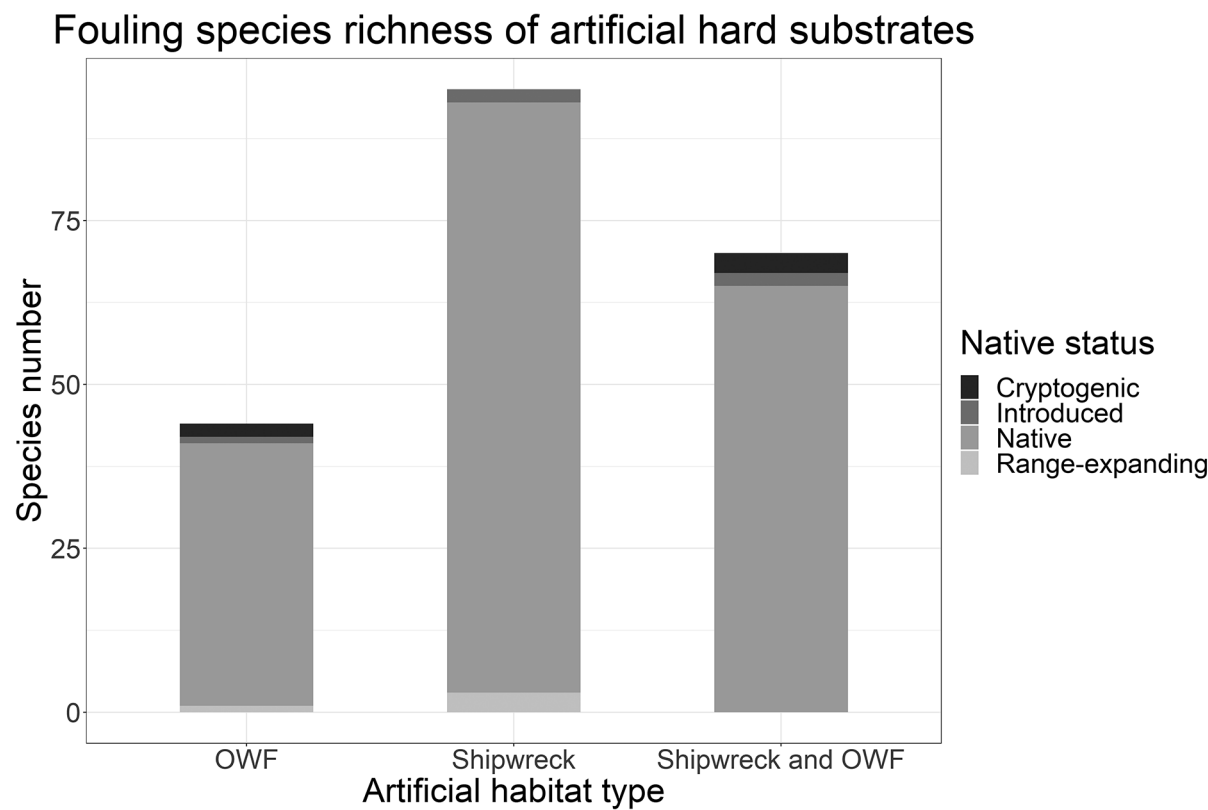 Fouling species richness of artificial hard substrates
Species number
75
50
25
0
OWF
Shipwreck
Shipwreck and OWF
Artificial habitat type
Native status
Cryptogenic
Introduced
Native
Range-expanding